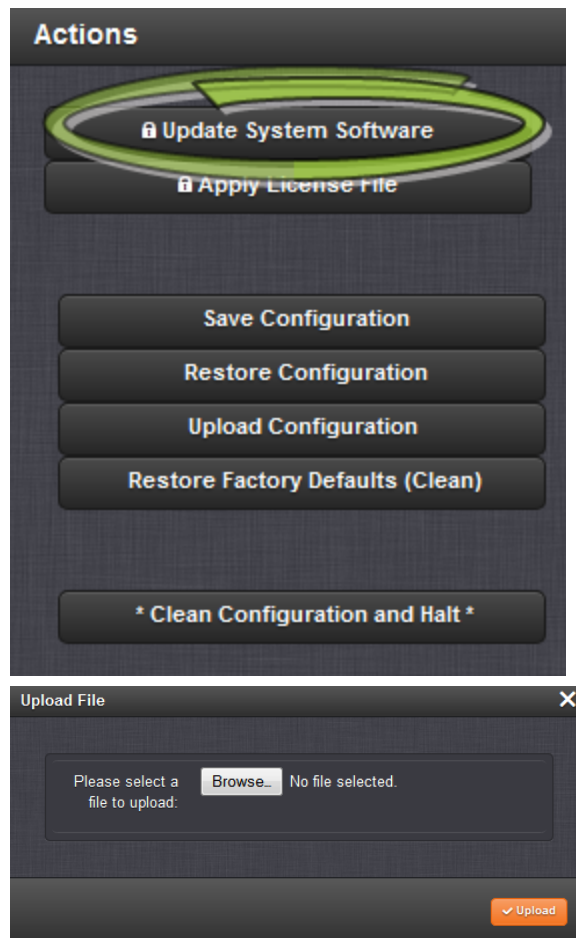 Actions
Update System Software
Apply License File
Save Configuration
Restore Configuration
Upload Configuration
Restore Factory Defaults (Clean)
* Clean Configuration and Halt *
Upload File
Please select a
file to upload:
Browse..
No file selected.
Upload